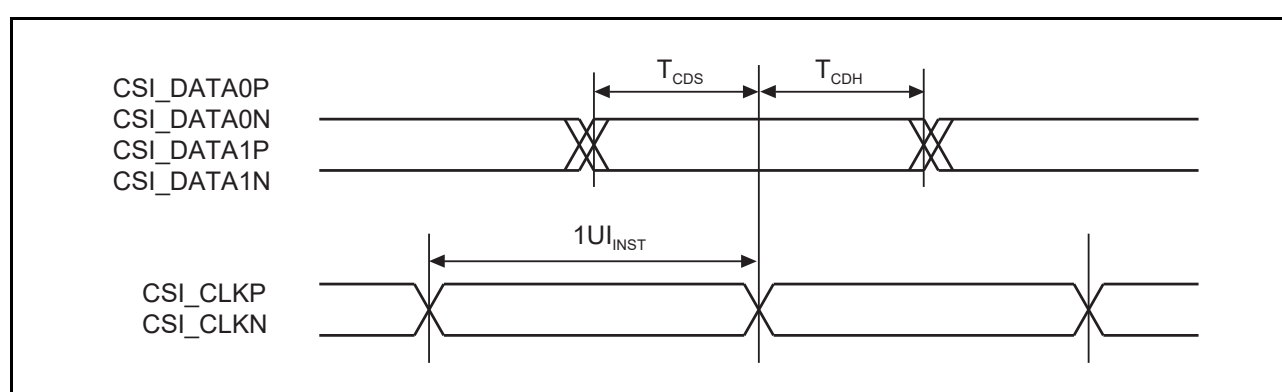 T_CDS T_CDH
CSI_DATA0P
CSI_DATA0N
CSI_DATA1P
CSI_DATA1N
1UI_INST
CSI_CLKP
CSI_CLKN